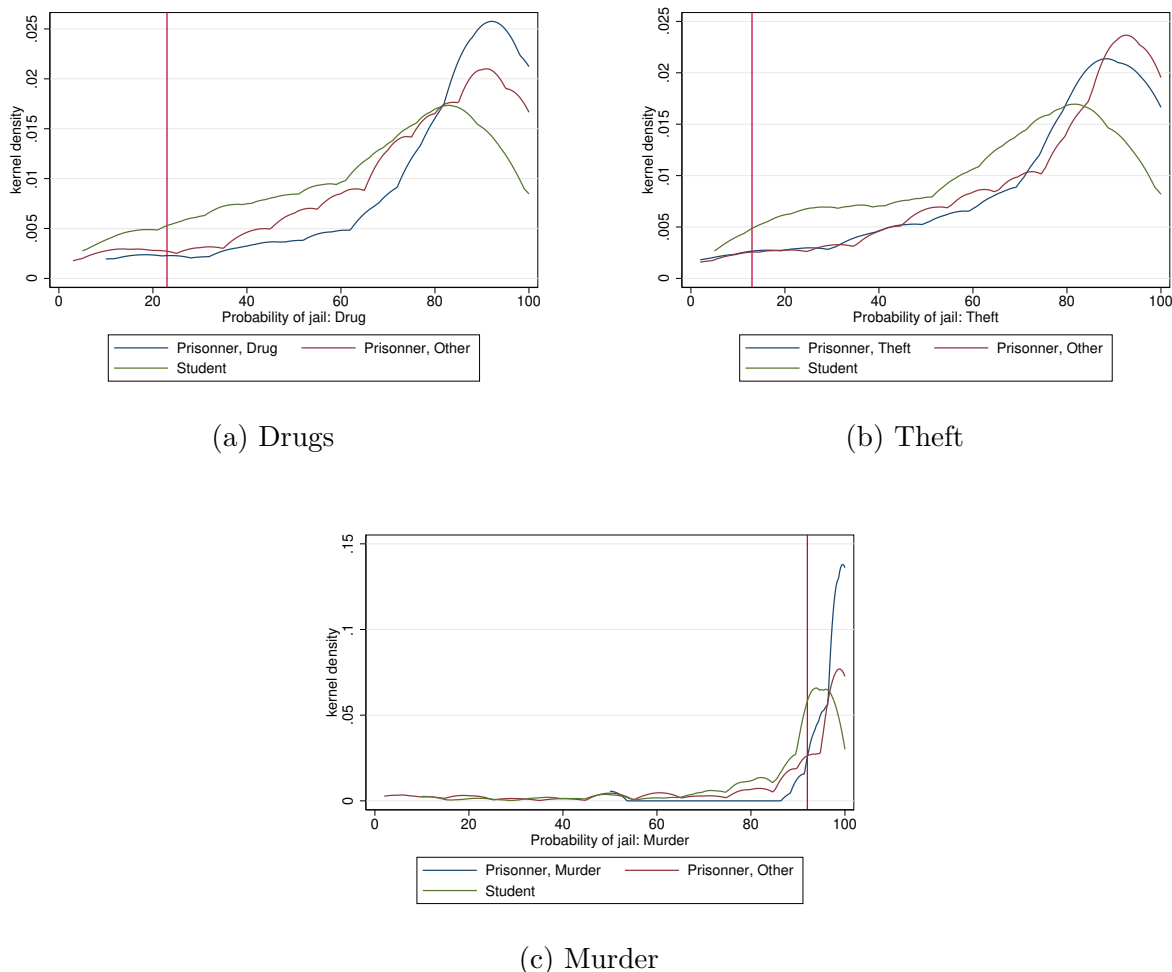 .025
.02
.015
.01
.005
0
kernel density
0 20 40 60 80 100
Probability of jail: Drug
Prisonner, Drug Prisonner, Other
Student
(a) Drugs
.025
.02
.015
.01
.005
0
kernel density
0 20 40 60 80 100
Probability of jail: Theft
Prisonner, Theft Prisonner, Other
Student
(b) Theft
.15
.1
.05
0
kernel density
0 20 40 60 80 100
Probability of jail: Murder
Prisonner, Murder Prisonner, Other
Student
(c) Murder